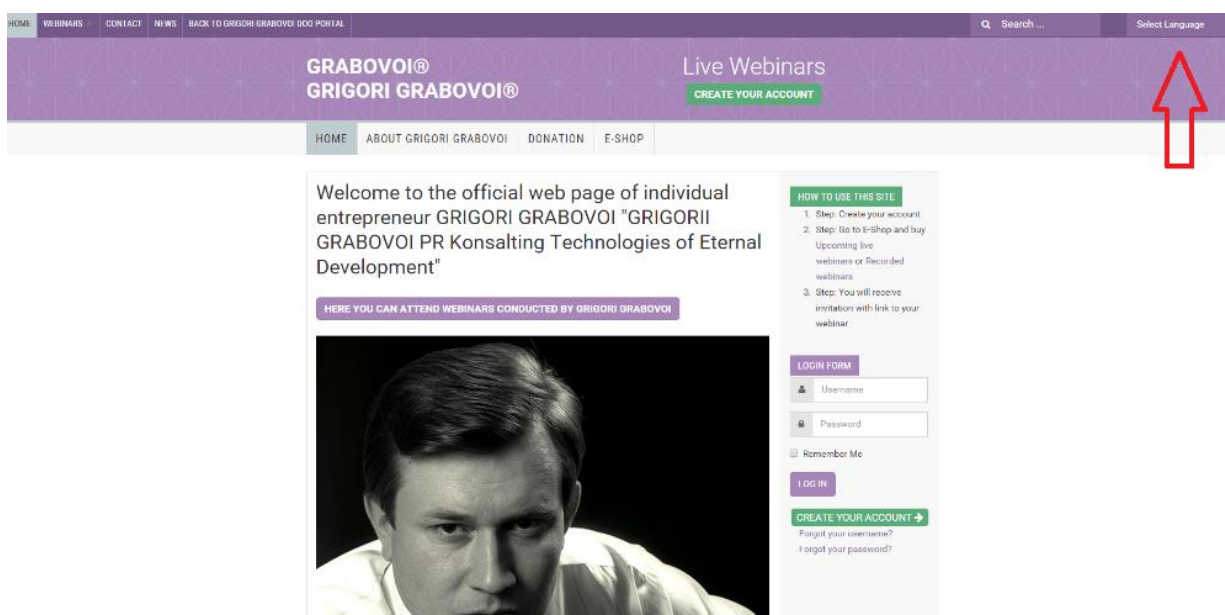 HOME WEBINARS CONTACT NEWS BACK TO GRIGORI GRABOVOI DOO PORTAL Search ... Select Language
GRABOVOI®
GRIGORI GRABOVOI®
Live Webinars
CREATE YOUR ACCOUNT
HOME ABOUT GRIGORI GRABOVOI DONATION E-SHOP
Welcome to the official web page of individual
entrepreneur GRIGORI GRABOVOI "GRIGORII
GRABOVOI PR Konsalting Technologies of Eternal
Development"
HERE YOU CAN ATTEND WEBINARS CONDUCTED BY GRIGORI GRABOVOI
HOW TO USE THIS SITE
1. Step: Create your account
2. Step: Go to E-Shop and buy
Upcoming live
webinars or Recorded
webinars
3. Step: You will receive
invitation with link to your
webinar
LOGIN FORM
Username
Password
Remember Me
LOG IN
CREATE YOUR ACCOUNT
Forgot your username?
Forgot your password?